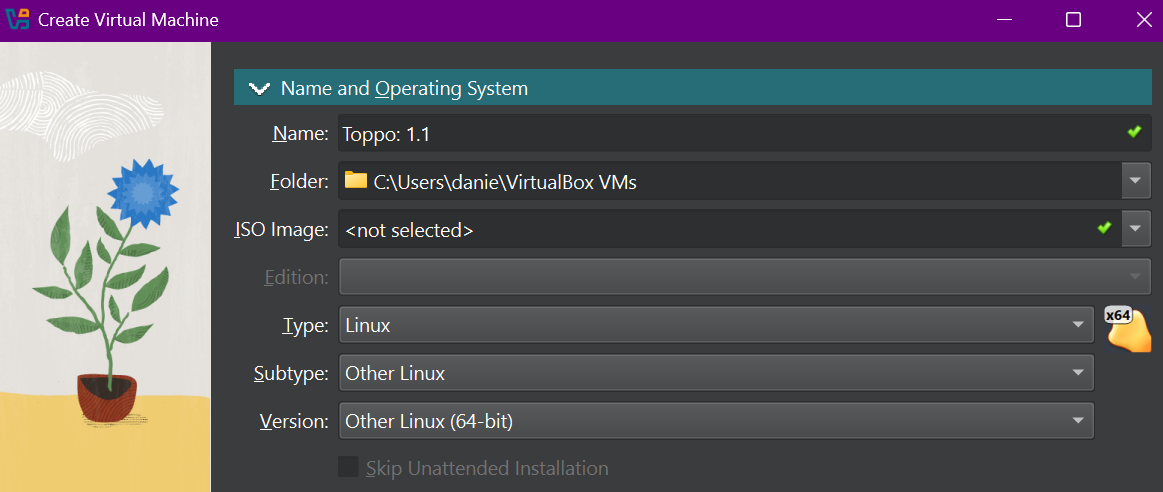 Create Virtual Machine
Name and Operating System
Name: Toppo: 1.1
Folder: C:\Users\danie\VirtualBox VMs
ISO Image: <not selected>
Edition:
Type: Linux
x64
Subtype: Other Linux
Version: Other Linux (64-bit)
Skip Unattended Installation